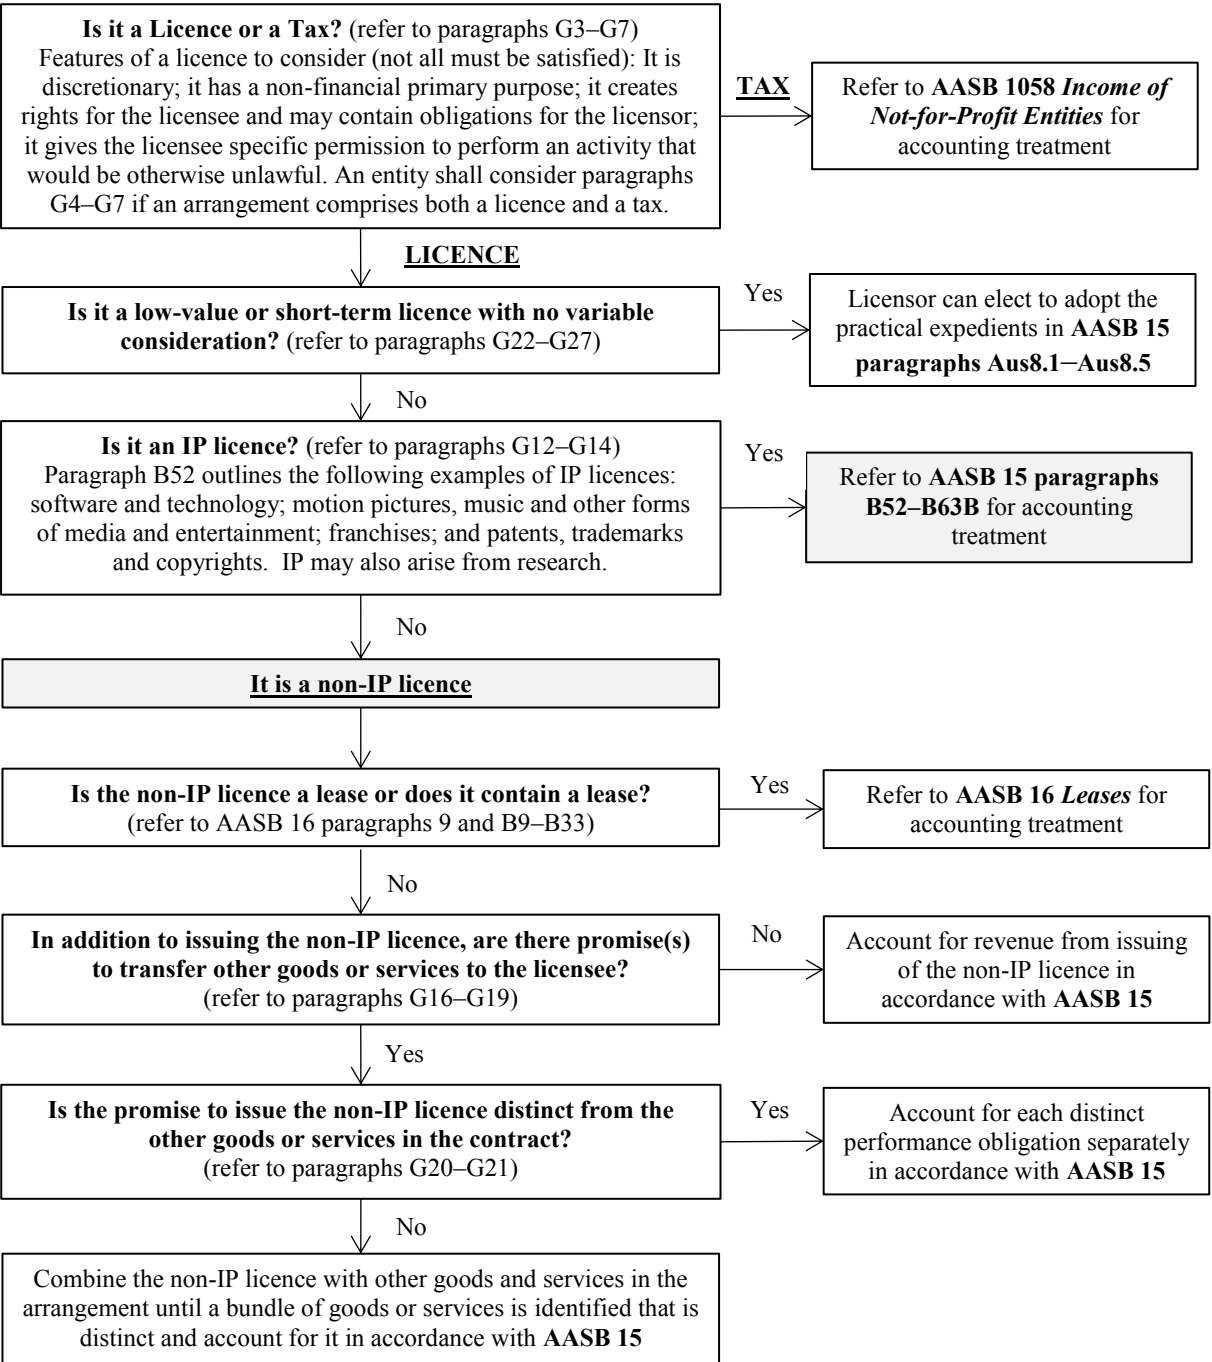 Is it a Licence or a Tax? (refer to paragraphs G3–G7)
Features of a licence to consider (not all must be satisfied): It is
discretionary; it has a non-financial primary purpose; it creates
rights for the licensee and may contain obligations for the licensor;
it gives the licensee specific permission to perform an activity that
would be otherwise unlawful. An entity shall consider paragraphs
G4–G7 if an arrangement comprises both a licence and a tax.
TAX
Refer to AASB 1058 Income of
Not-for-Profit Entities for
accounting treatment
LICENCE
Is it a low-value or short-term licence with no variable
consideration? (refer to paragraphs G22–G27)
Yes
Licensor can elect to adopt the
practical expedients in AASB 15
paragraphs Aus8.1–Aus8.5
No
Is it an IP licence? (refer to paragraphs G12–G14)
Paragraph B52 outlines the following examples of IP licences:
software and technology; motion pictures, music and other forms
of media and entertainment; franchises; and patents, trademarks
and copyrights.  IP may also arise from research.
Yes
Refer to AASB 15 paragraphs
B52–B63B for accounting
treatment
No
It is a non-IP licence
Is the non-IP licence a lease or does it contain a lease?
(refer to AASB 16 paragraphs 9 and B9–B33)
Yes
Refer to AASB 16 Leases for
accounting treatment
No
In addition to issuing the non-IP licence, are there promise(s)
to transfer other goods or services to the licensee?
(refer to paragraphs G16–G19)
No
Account for revenue from issuing
of the non-IP licence in
accordance with AASB 15
Yes
Is the promise to issue the non-IP licence distinct from the
other goods or services in the contract?
(refer to paragraphs G20–G21)
Yes
Account for each distinct
performance obligation separately
in accordance with AASB 15
No
Combine the non-IP licence with other goods and services in the
arrangement until a bundle of goods or services is identified that is
distinct and account for it in accordance with AASB 15